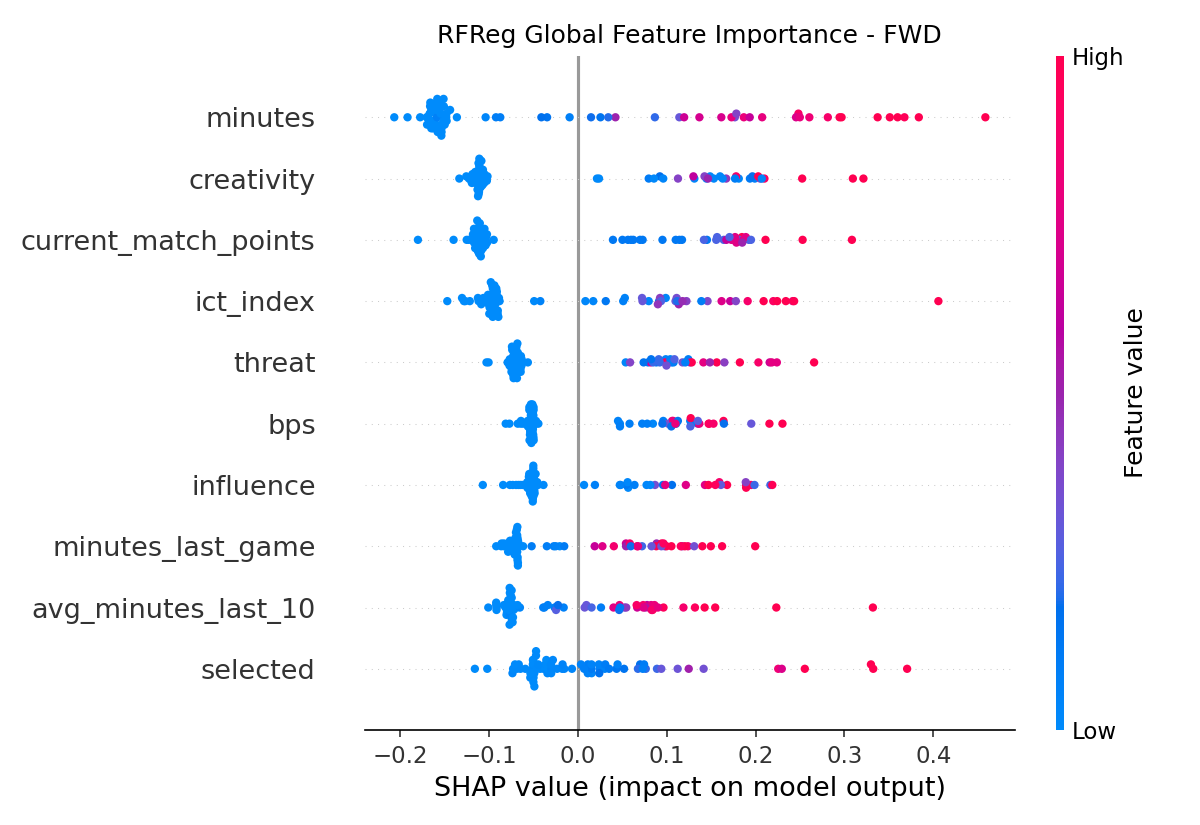 RFReg Global Feature Importance - FWD
High
minutes
creativity
current_match_points
ict_index
threat
bps
influence
minutes_last_game
avg_minutes_last_10
selected
Feature value
Low
−0.2 −0.1 0.0 0.1 0.2 0.3 0.4
SHAP value (impact on model output)